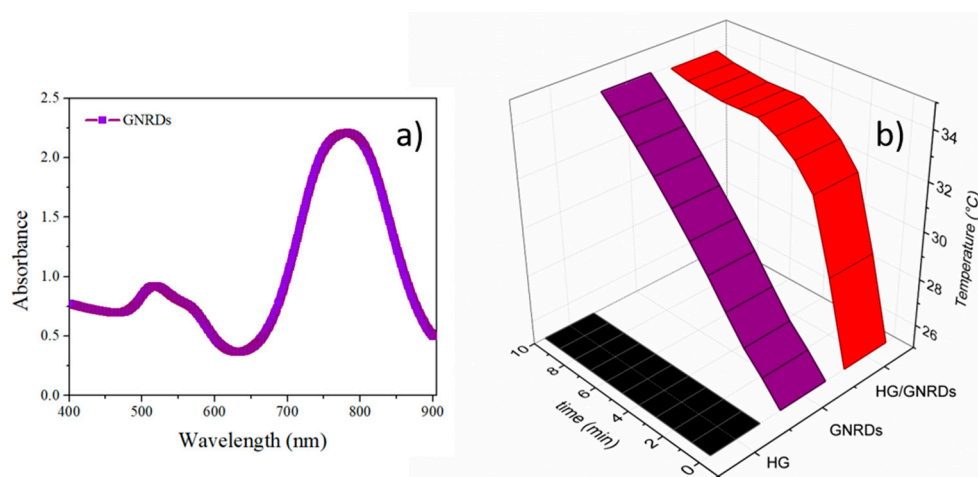 a)
GNRDs
2.5
2.0
1.5
1.0
0.5
0.0
Absorbance
400 500 600 700 800 900
Wavelength (nm)
b)
34
32
30
28
26
Temperature (°C)
10
8
6
4
2
0
time (min)
HG/GNRDs
GNRDs
HG